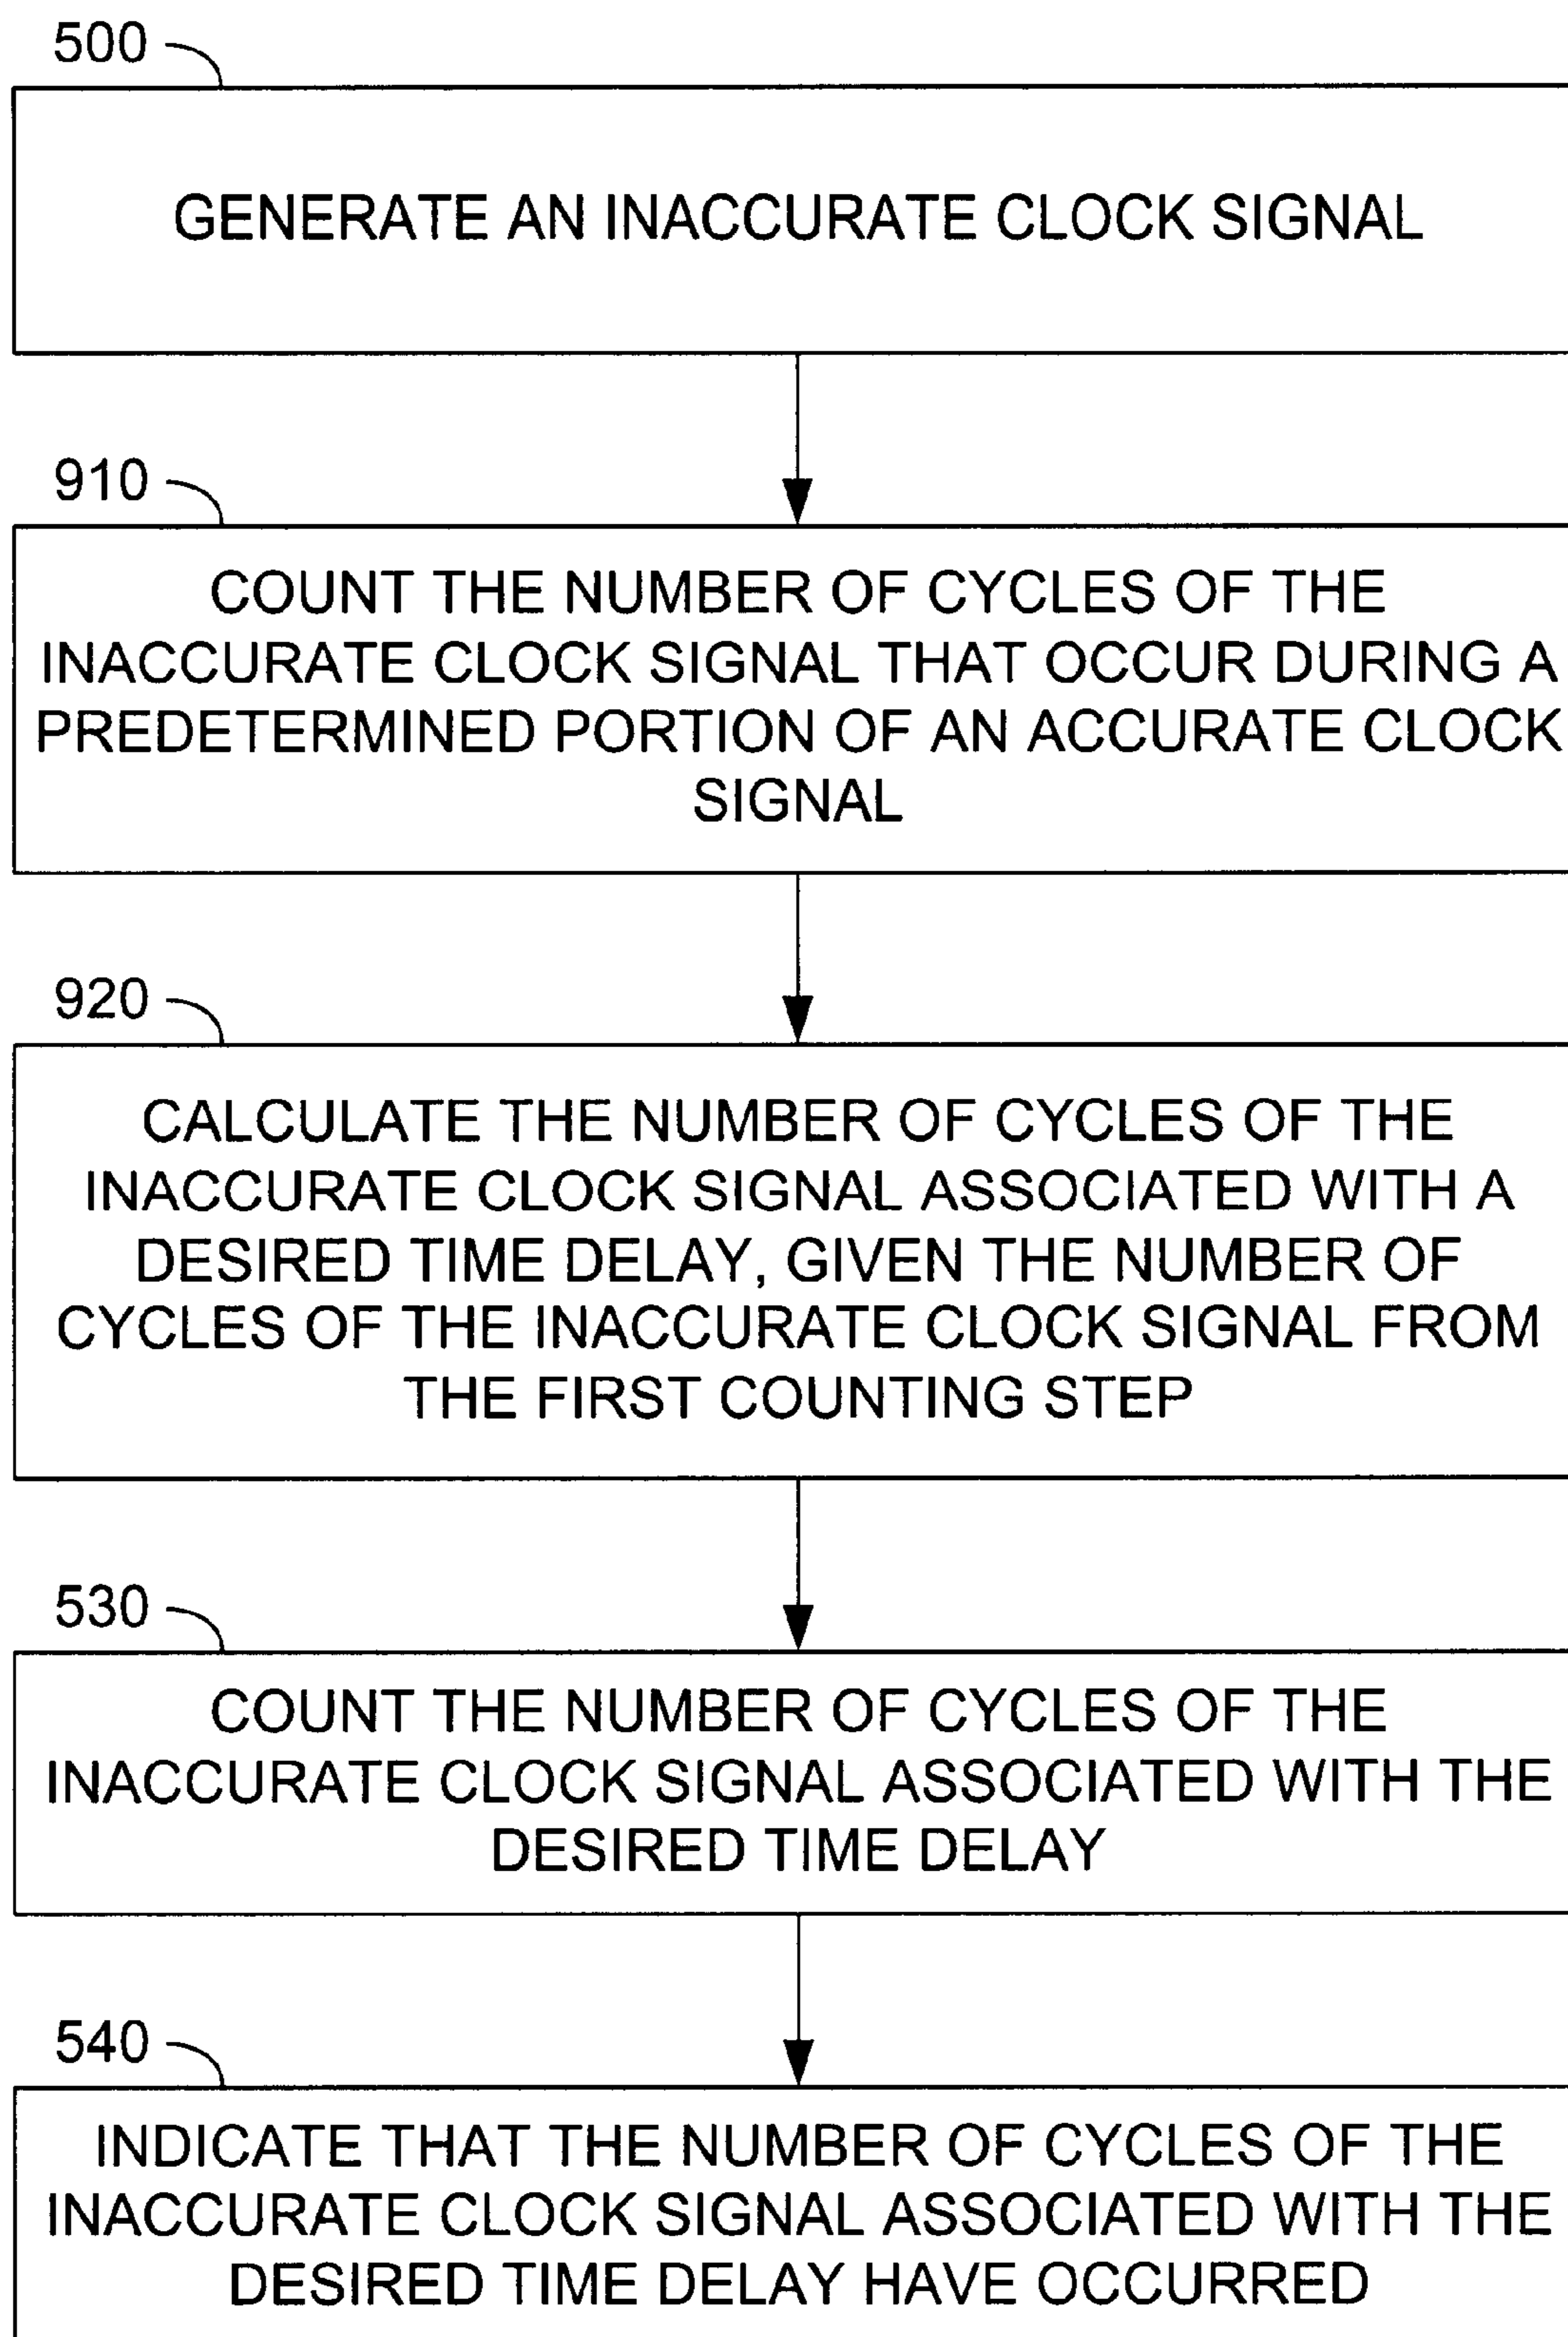 500
GENERATE AN INACCURATE CLOCK SIGNAL
910
COUNT THE NUMBER OF CYCLES OF THE
INACCURATE CLOCK SIGNAL THAT OCCUR DURING A
PREDETERMINED PORTION OF AN ACCURATE CLOCK
SIGNAL
920
CALCULATE THE NUMBER OF CYCLES OF THE
INACCURATE CLOCK SIGNAL ASSOCIATED WITH A
DESIRED TIME DELAY, GIVEN THE NUMBER OF
CYCLES OF THE INACCURATE CLOCK SIGNAL FROM
THE FIRST COUNTING STEP
530
COUNT THE NUMBER OF CYCLES OF THE
INACCURATE CLOCK SIGNAL ASSOCIATED WITH THE
DESIRED TIME DELAY
540
INDICATE THAT THE NUMBER OF CYCLES OF THE
INACCURATE CLOCK SIGNAL ASSOCIATED WITH THE
DESIRED TIME DELAY HAVE OCCURRED